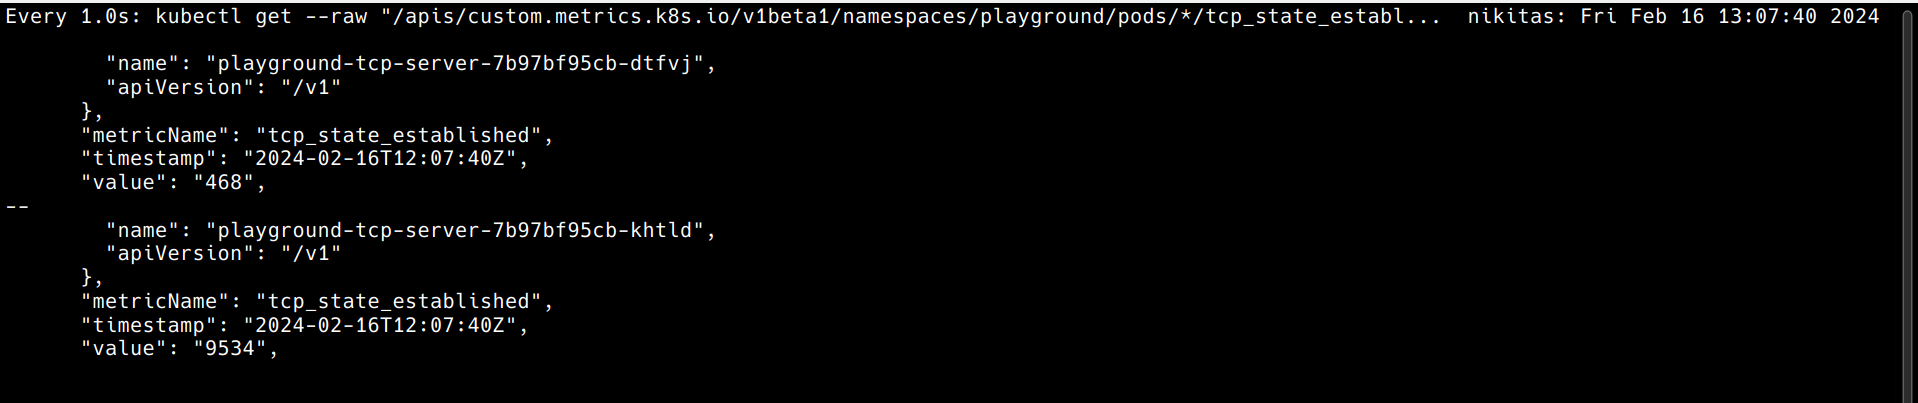 Every 1.0s: kubectl get --raw "/apis/custom.metrics.k8s.io/v1beta1/namespaces/playground/pods/*/tcp_state_establ...  nikitas: Fri Feb 16 13:07:40 2024
"name": "playground-tcp-server-7b97bf95cb-dtfvj",
"apiVersion": "/v1"
},
"metricName": "tcp_state_established",
"timestamp": "2024-02-16T12:07:40Z",
"value": "468",
--
"name": "playground-tcp-server-7b97bf95cb-khtld",
"apiVersion": "/v1"
},
"metricName": "tcp_state_established",
"timestamp": "2024-02-16T12:07:40Z",
"value": "9534",